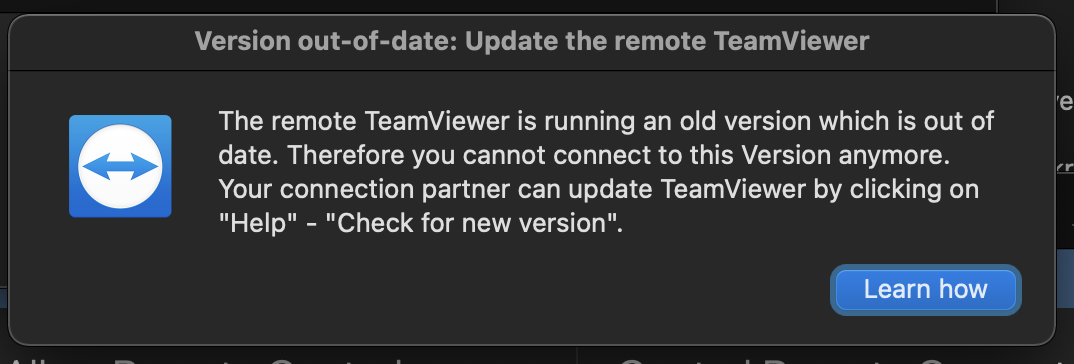 Version out-of-date: Update the remote TeamViewer
The remote TeamViewer is running an old version which is out of
date. Therefore you cannot connect to this Version anymore.
Your connection partner can update TeamViewer by clicking on
"Help" - "Check for new version".
Learn how